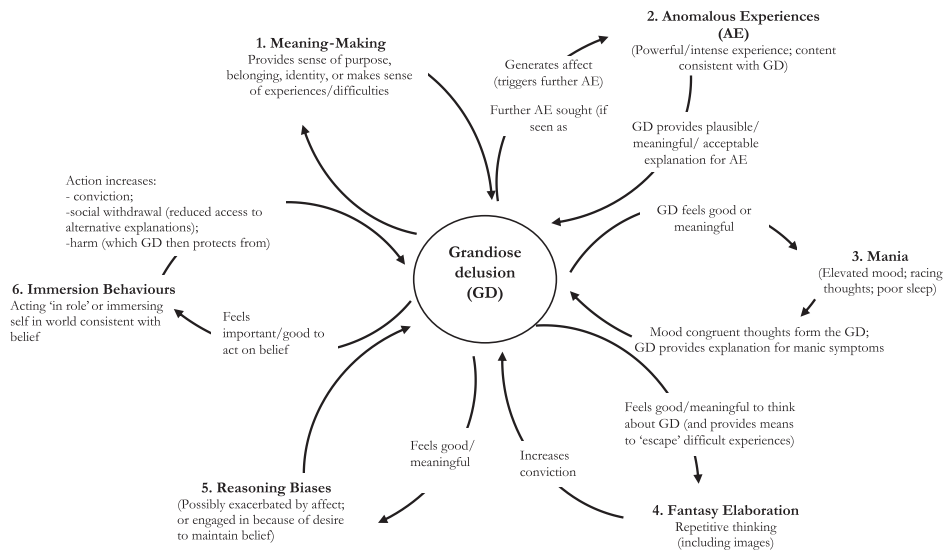 1. Meaning-Making
Provides sense of purpose,
belonging, identity, or makes sense
of experiences/difficulties
Generates affect
(triggers further AE)
Further AE sought (if
seen as
2. Anomalous Experiences
(AE)
(Powerful/intense experience; content
consistent with GD)
GD provides plausible/
meaningful/ acceptable
explanation for AE
GD feels good or
meaningful
3. Mania
(Elevated mood; racing
thoughts; poor sleep)
Mood congruent thoughts form the GD;
GD provides explanation for manic symptoms
Grandiose
delusion
(GD)
Feels good/meaningful to think
about GD (and provides means
to ‘escape’ difficult experiences)
4. Fantasy Elaboration
Repetitive thinking
(including images)
Increases
conviction
Feels good/
meaningful
5. Reasoning Biases
(Possibly exacerbated by affect;
or engaged in because of desire
to maintain belief)
Feels
important/good to
act on belief
6. Immersion Behaviours
Acting ‘in role’ or immersing
self in world consistent with
belief
Action increases:
- conviction;
-social withdrawal (reduced access to
alternative explanations);
-harm (which GD then protects from)